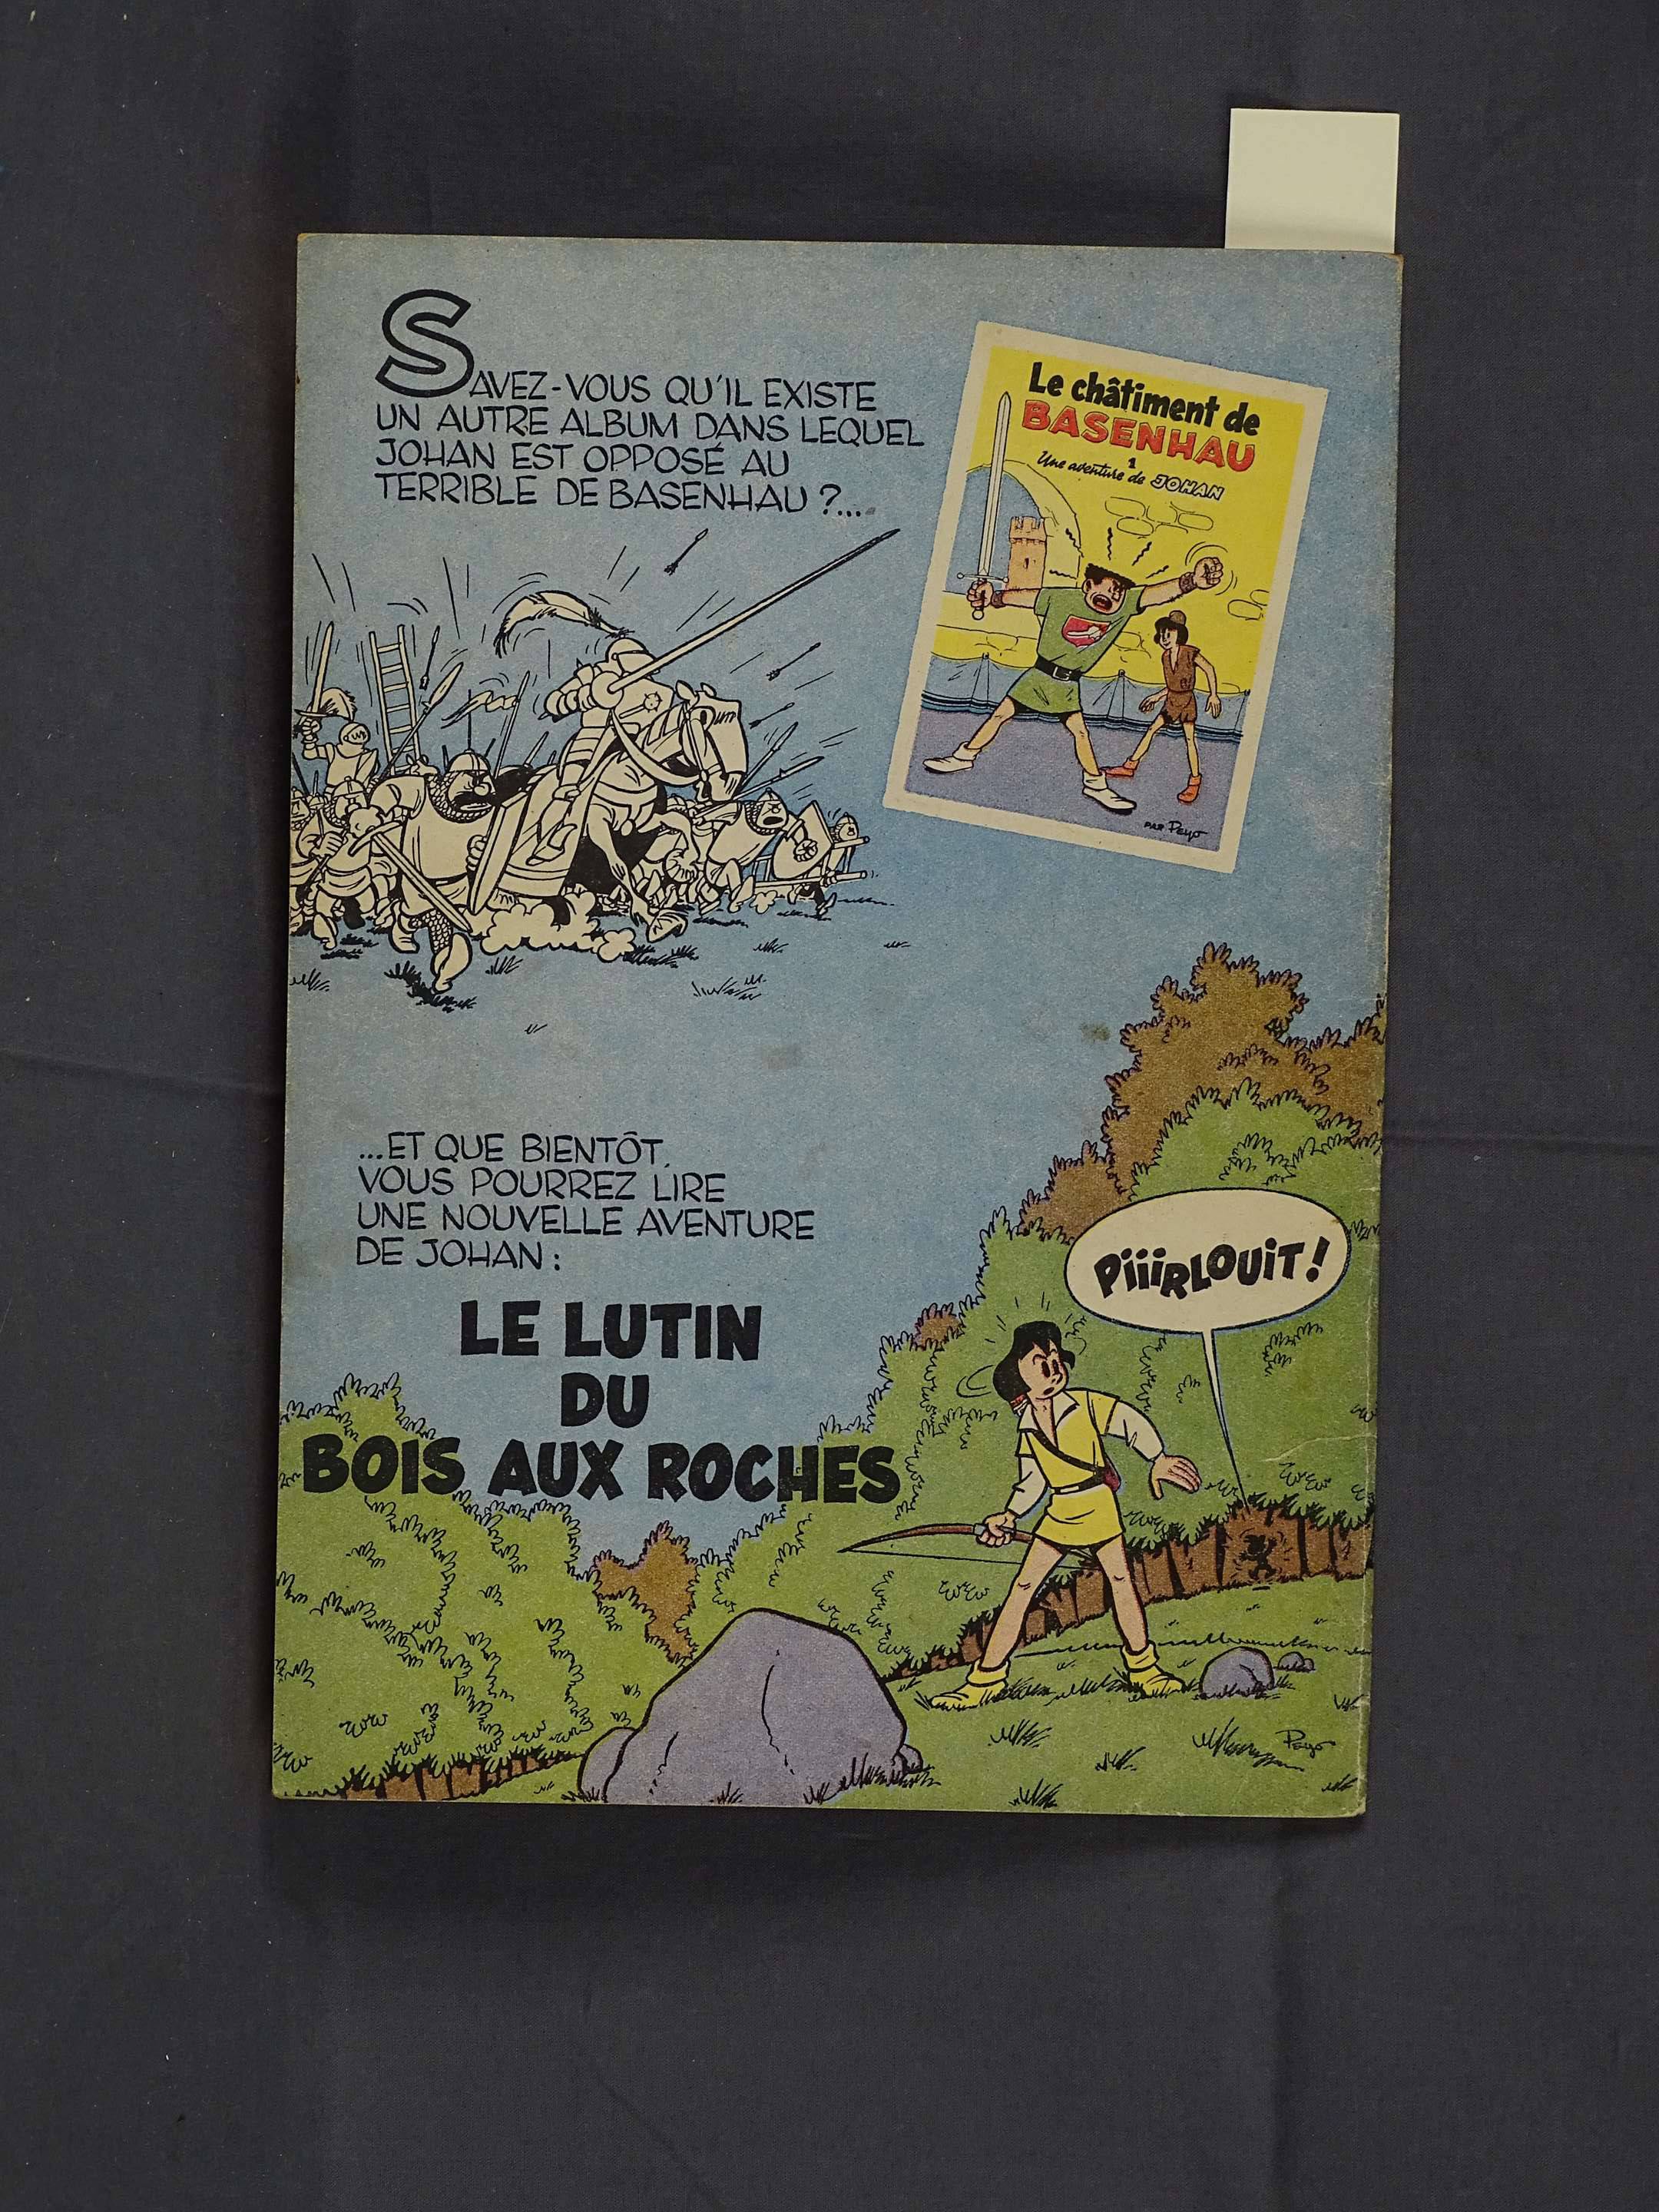 SAVEZ-VOUS QU'IL EXISTE
UN AUTRE ALBUM DANS LEQUEL
JOHAN EST OPPOSÉ AU
TERRIBLE DE BASENHAU ?...
Le châtiment de
BASENHAU
1
Une aventure de JOHAN
PAR Peyo
...ET QUE BIENTÔT,
VOUS POURREZ LIRE
UNE NOUVELLE AVENTURE
DE JOHAN :
LE LUTIN
DU
BOIS AUX ROCHES
PiiiRLOUiT !
Peyo